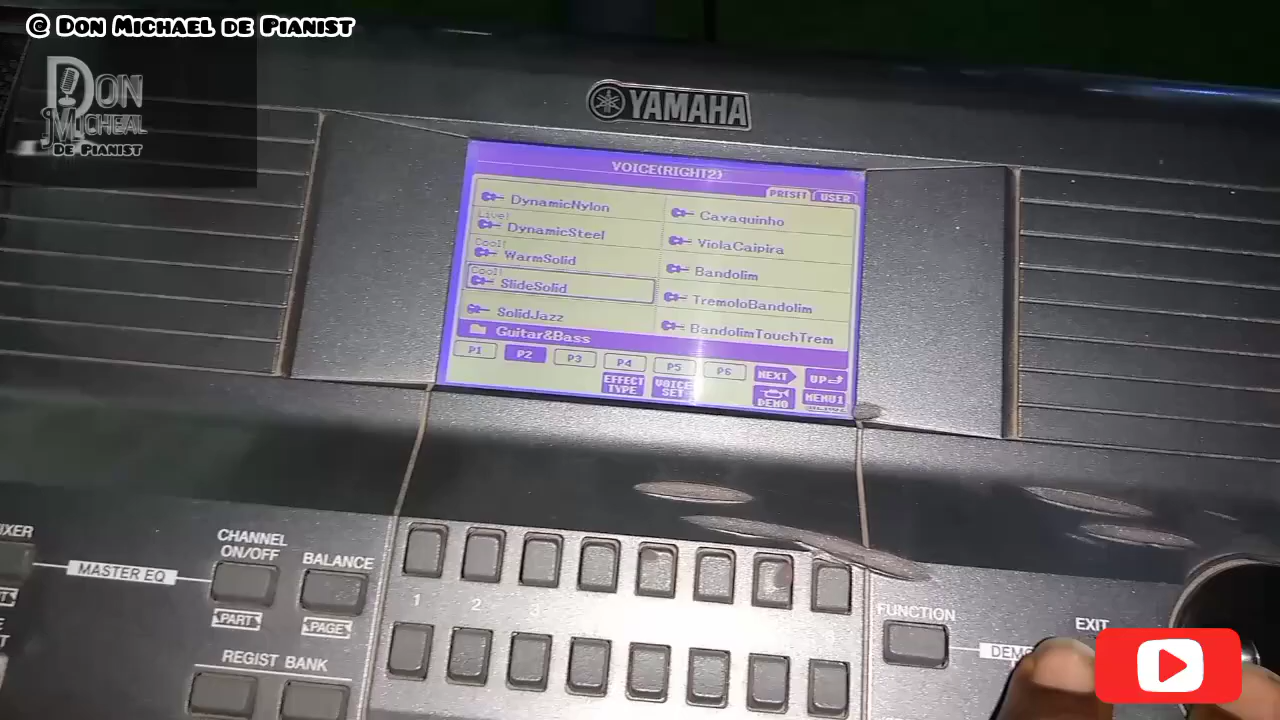 @ Don Michael de Pianist
Don
Micheal
de Pianist
YAMAHA
VOICE(RIGHT2)
PRESET USER
DynamicNylon
Live!
DynamicSteel
Cool!
WarmSolid
Cool!
SlideSolid
SolidJazz
Cavaquinho
ViolaCaipira
Bandolim
TremoloBandolim
BandolimTouchTrem
Guitar&Bass
P1 P2 P3 P4 P5 P6 NEXT UP
EFFECT TYPE
VOICE SET
DEMO
MENU1
IXER
MASTER EQ
CHANNEL
ON/OFF
BALANCE
PART
PAGE
REGIST BANK
1 2 3
FUNCTION
EXIT